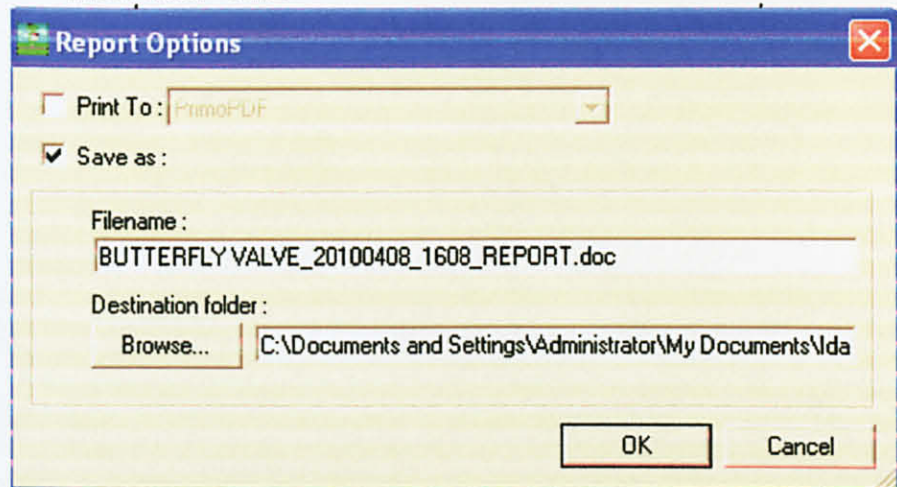 Report Options
Print To : PrimoPDF
Save as :
Filename :
BUTTERFLY VALVE_20100408_1608_REPORT.doc
Destination folder :
Browse... C:\Documents and Settings\Administrator\My Documents\Ida
OK Cancel